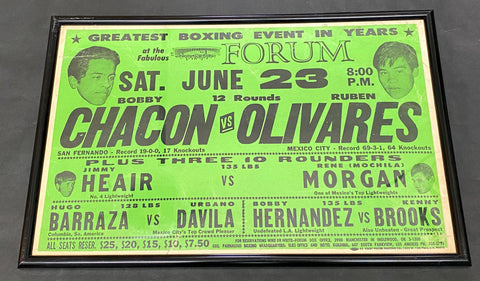 ★ GREATEST BOXING EVENT IN YEARS ★
at the
Fabulous
FORUM
SAT. JUNE 23 8:00 P.M.
BOBBY 12 Rounds RUBEN
CHACON VS OLIVARES
SAN FERNANDO - Record 19-0-0, 17 Knockouts
MEXICO CITY - Record 69-3-1, 64 Knockouts
PLUS THREE 10 ROUNDERS
JIMMY 135 LBS RENE (MOCHILA)
HEAIR VS MORGAN
No. 4 Lightweight
One of Mexico's Top Lightweights
HUGO 128 LBS URBANO
BARRAZA VS DAVILA
Columbia, So. America
Mexico City's Top Crowd Pleaser
BOBBY 135 LBS KENNY
HERNANDEZ VS BROOKS
Undefeated L.A. Lightweight
Also Unbeaten - Great Prospect
ALL SEATS RESER. $25, $20, $15, $10, $7.50